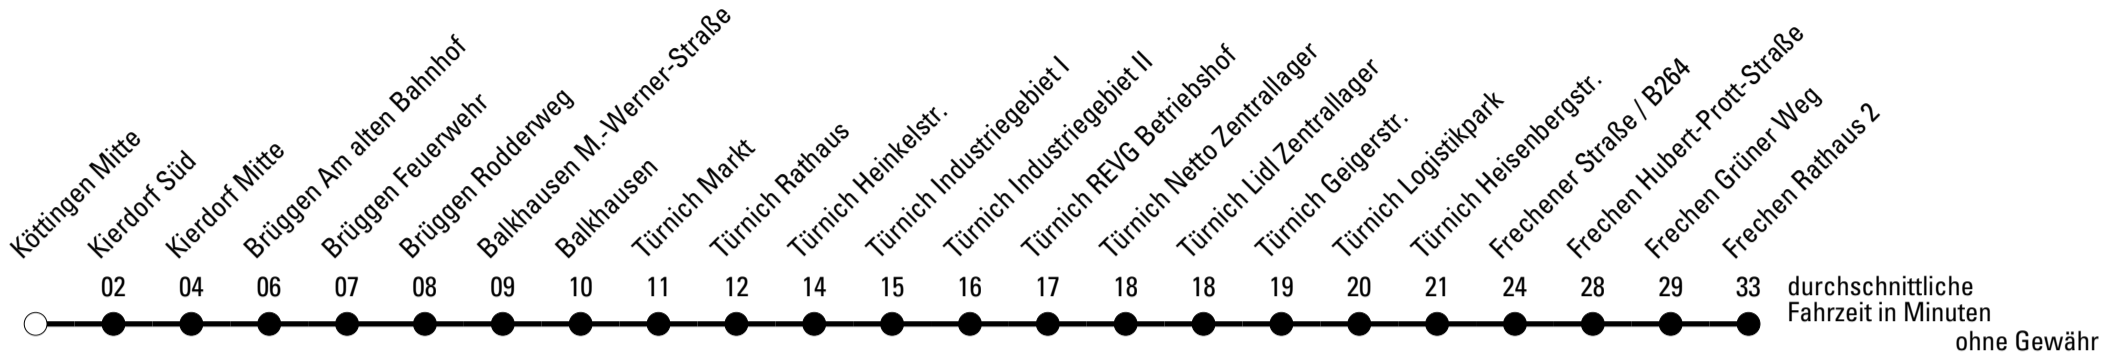 Köttingen Mitte
Kierdorf Süd
Kierdorf Mitte
Brüggen Am alten Bahnhof
Brüggen Feuerwehr
Brüggen Rodderweg
Balkhausen M.-Werner-Straße
Balkhausen
Türnich Markt
Türnich Rathaus
Türnich Heinkelstr.
Türnich Industriegebiet I
Türnich Industriegebiet II
Türnich REVG Betriebshof
Türnich Netto Zentrallager
Türnich Lidl Zentrallager
Türnich Geigerstr.
Türnich Logistikpark
Türnich Heisenbergstr.
Frechener Straße / B264
Frechen Hubert-Prott-Straße
Frechen Grüner Weg
Frechen Rathaus 2
02 04 06 07 08 09 10 11 12 14 15 16 17 18 18 19 20 21 24 28 29 33
durchschnittliche
Fahrzeit in Minuten
ohne Gewähr